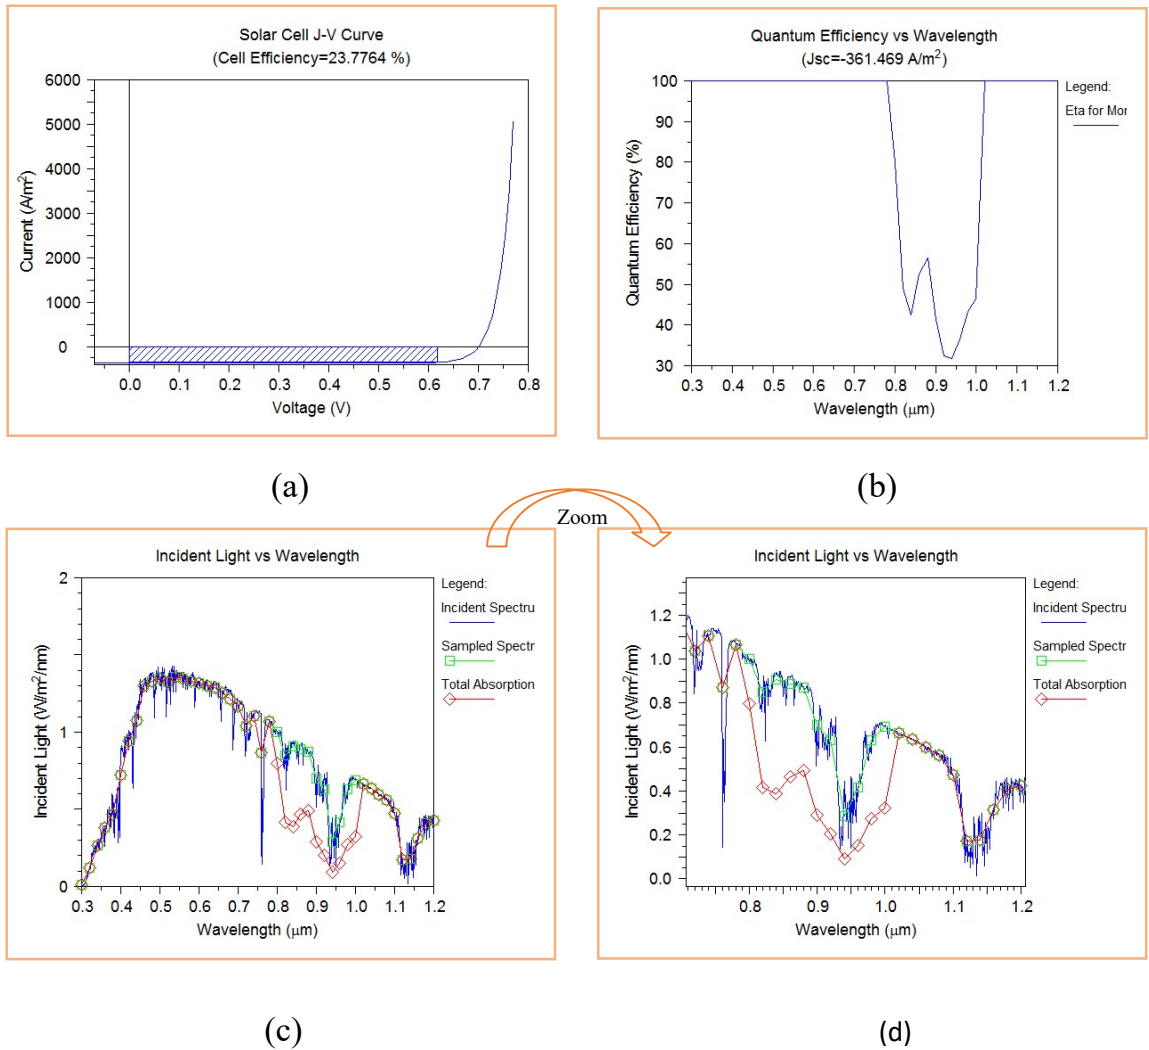 Solar Cell J-V Curve
(Cell Efficiency=23.7764 %)
Current (A/m²)
6000
5000
4000
3000
2000
1000
0
0.0 0.1 0.2 0.3 0.4 0.5 0.6 0.7 0.8
Voltage (V)
(a)
Quantum Efficiency vs Wavelength
(Jsc=-361.469 A/m²)
Quantum Efficiency (%)
100
90
80
70
60
50
40
30
0.3 0.4 0.5 0.6 0.7 0.8 0.9 1.0 1.1 1.2
Wavelength (μm)
Legend:
Eta for Mor
(b)
Zoom
Incident Light vs Wavelength
Incident Light (W/m²/nm)
2
1
0
0.3 0.4 0.5 0.6 0.7 0.8 0.9 1.0 1.1 1.2
Wavelength (μm)
Legend:
Incident Spectru
Sampled Spectr
Total Absorption
(c)
Incident Light vs Wavelength
Incident Light (W/m²/nm)
1.2
1.0
0.8
0.6
0.4
0.2
0.0
0.8 0.9 1.0 1.1 1.2
Wavelength (μm)
Legend:
Incident Spectru
Sampled Spectr
Total Absorption
(d)